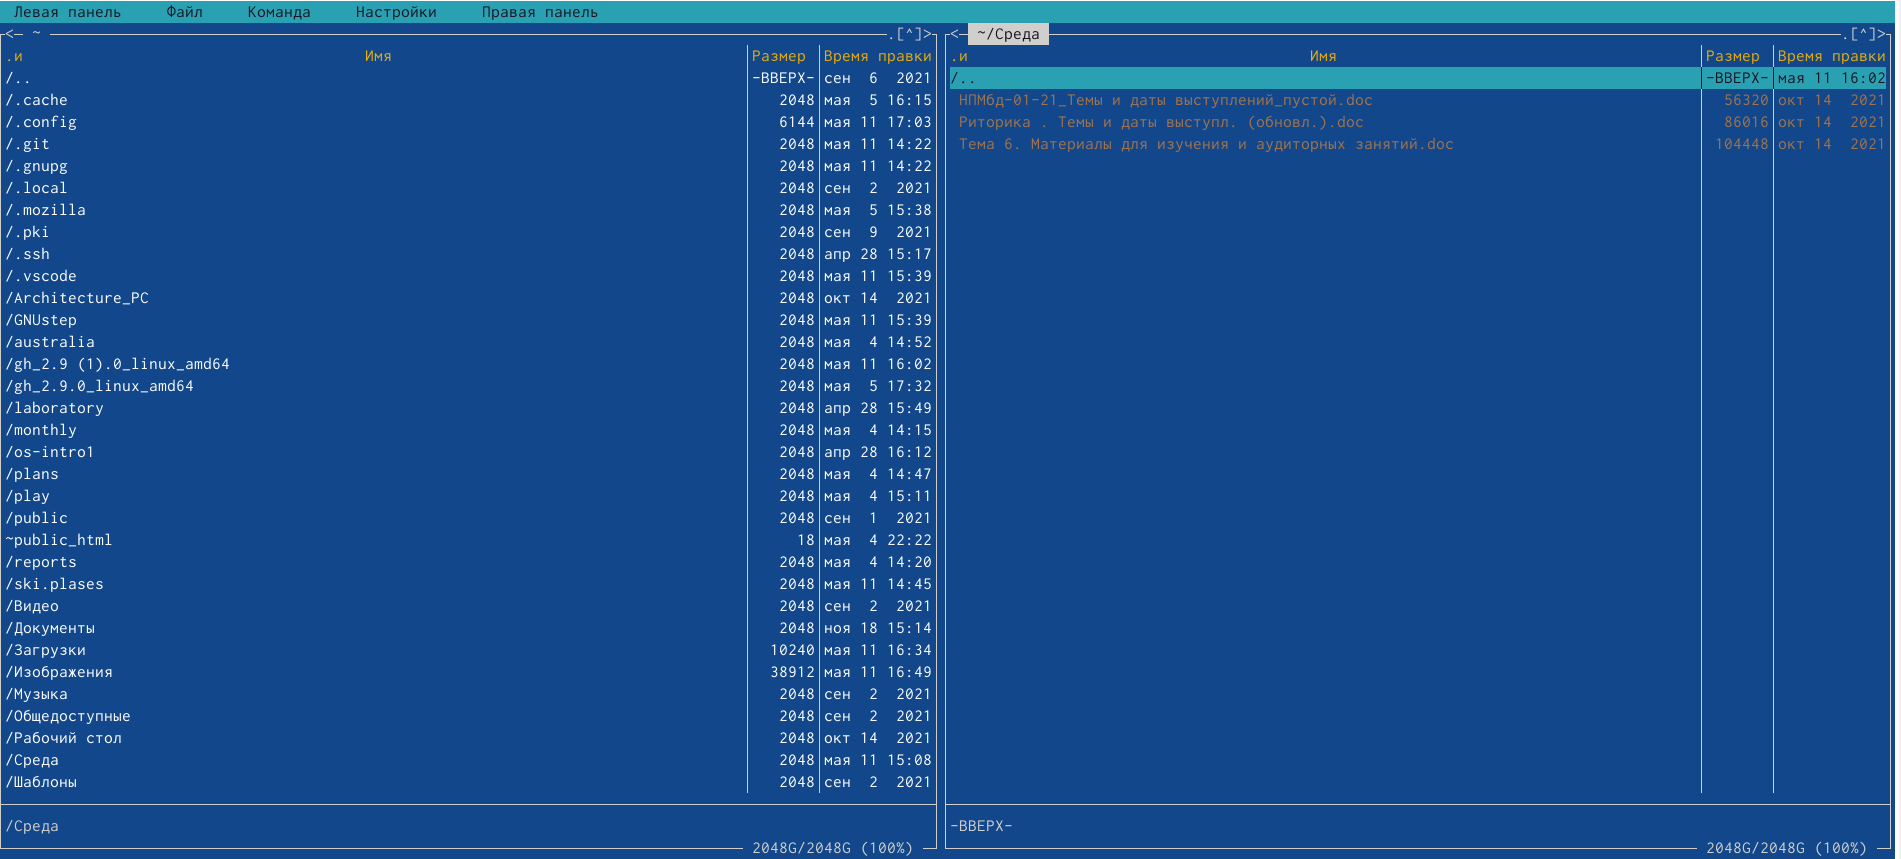 Левая панель Файл Команда Настройки Правая панель
<─ ~ .[^]>
.и Имя Размер Время правки
/.. -ВВЕРХ- сен 6 2021
/.cache 2048 мая 5 16:15
/.config 6144 мая 11 17:03
/.git 2048 мая 11 14:22
/.gnupg 2048 мая 11 14:22
/.local 2048 сен 2 2021
/.mozilla 2048 мая 5 15:38
/.pki 2048 сен 9 2021
/.ssh 2048 апр 28 15:17
/.vscode 2048 мая 11 15:39
/Architecture_PC 2048 окт 14 2021
/GNUstep 2048 мая 11 15:39
/australia 2048 мая 4 14:52
/gh_2.9 (1).0_linux_amd64 2048 мая 11 16:02
/gh_2.9.0_linux_amd64 2048 мая 5 17:32
/laboratory 2048 апр 28 15:49
/monthly 2048 мая 4 14:15
/os-intro1 2048 апр 28 16:12
/plans 2048 мая 4 14:47
/play 2048 мая 4 15:11
/public 2048 сен 1 2021
~public_html 18 мая 4 22:22
/reports 2048 мая 4 14:20
/ski.plases 2048 мая 11 14:45
/Видео 2048 сен 2 2021
/Документы 2048 ноя 18 15:14
/Загрузки 10240 мая 11 16:34
/Изображения 38912 мая 11 16:49
/Музыка 2048 сен 2 2021
/Общедоступные 2048 сен 2 2021
/Рабочий стол 2048 окт 14 2021
/Среда 2048 мая 11 15:08
/Шаблоны 2048 сен 2 2021
/Среда
2048G/2048G (100%)
<─ ~/Среда .[^]>
.и Имя Размер Время правки
/.. -ВВЕРХ- мая 11 16:02
НПМбд-01-21_Темы и даты выступлений_пустой.doc 56320 окт 14 2021
Риторика . Темы и даты выступл. (обновл.).doc 86016 окт 14 2021
Тема 6. Материалы для изучения и аудиторных занятий.doc 104448 окт 14 2021
-ВВЕРХ-
2048G/2048G (100%)